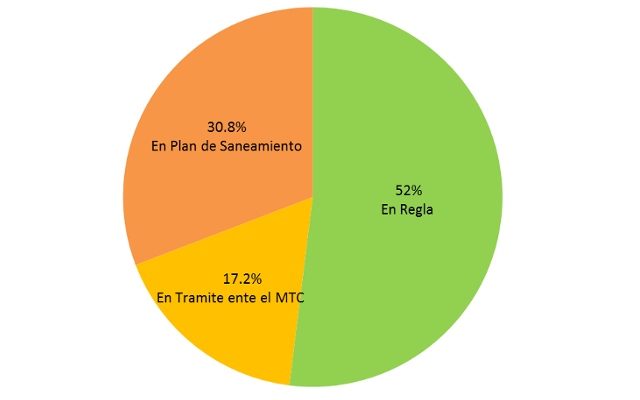 30.8%
En Plan de Saneamiento
52%
En Regla
17.2%
En Tramite ente el MTC